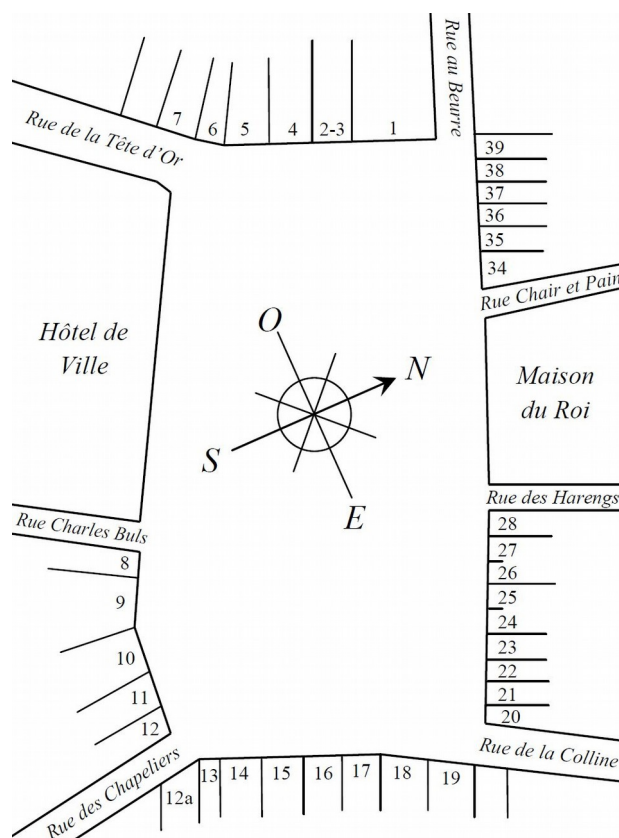 Rue au Beurre
7
6
5
4
2-3
1
Rue de la Tête d'Or
39
38
37
36
35
34
Rue Chair et Pain
O
N
S
E
Hôtel de
Ville
Maison
du Roi
Rue des Harengs
Rue Charles Buls
28
27
26
25
24
23
22
21
20
8
9
10
11
12
Rue de la Colline
Rue des Chapeliers
12a
13
14
15
16
17
18
19